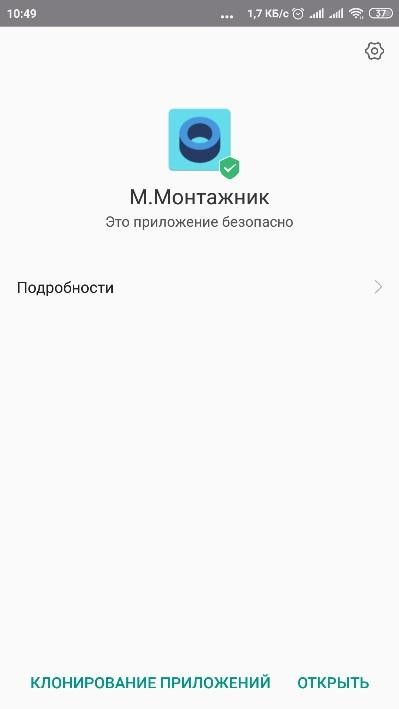 10:49 ... 1,7 КБ/с 37
М.Монтажник
Это приложение безопасно
Подробности
КЛОНИРОВАНИЕ ПРИЛОЖЕНИЙ ОТКРЫТЬ